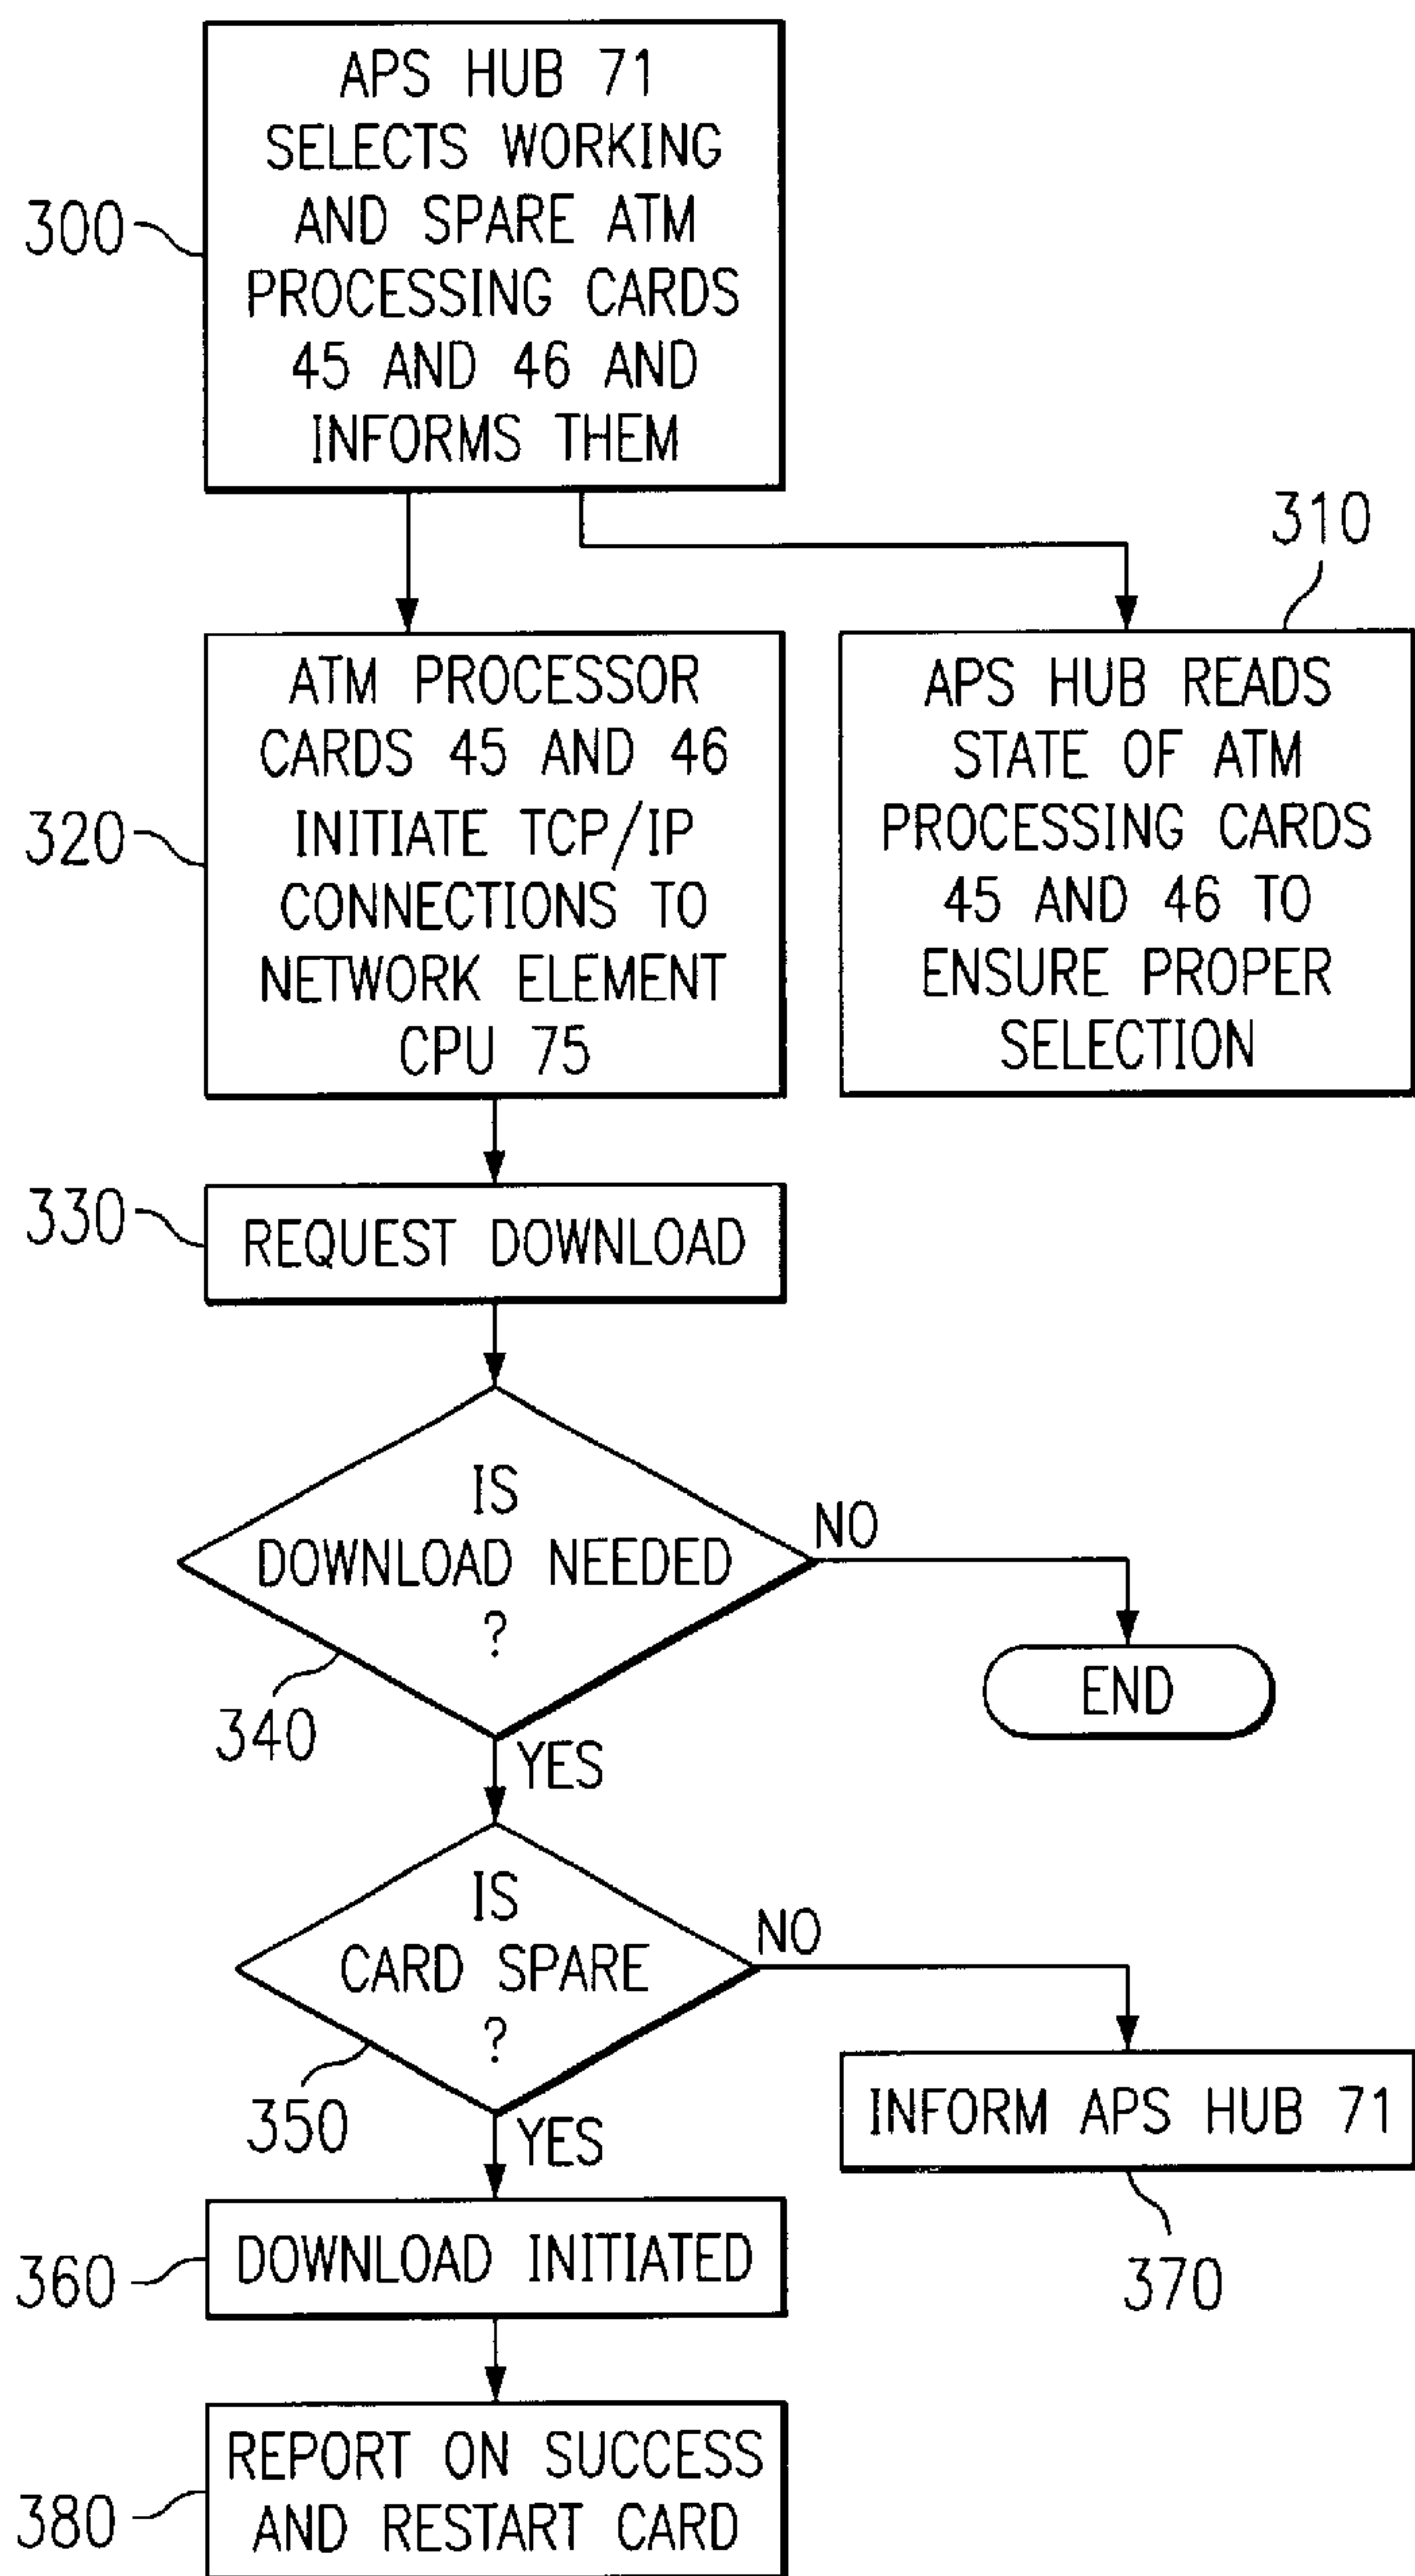 APS HUB 71
SELECTS WORKING
AND SPARE ATM
PROCESSING CARDS
45 AND 46 AND
INFORMS THEM
300
310
ATM PROCESSOR
CARDS 45 AND 46
INITIATE TCP/IP
CONNECTIONS TO
NETWORK ELEMENT
CPU 75
320
APS HUB READS
STATE OF ATM
PROCESSING CARDS
45 AND 46 TO
ENSURE PROPER
SELECTION
330
REQUEST DOWNLOAD
IS
DOWNLOAD NEEDED
?
NO
END
340
YES
IS
CARD SPARE
?
NO
350
YES
INFORM APS HUB 71
370
360
DOWNLOAD INITIATED
REPORT ON SUCCESS
AND RESTART CARD
380